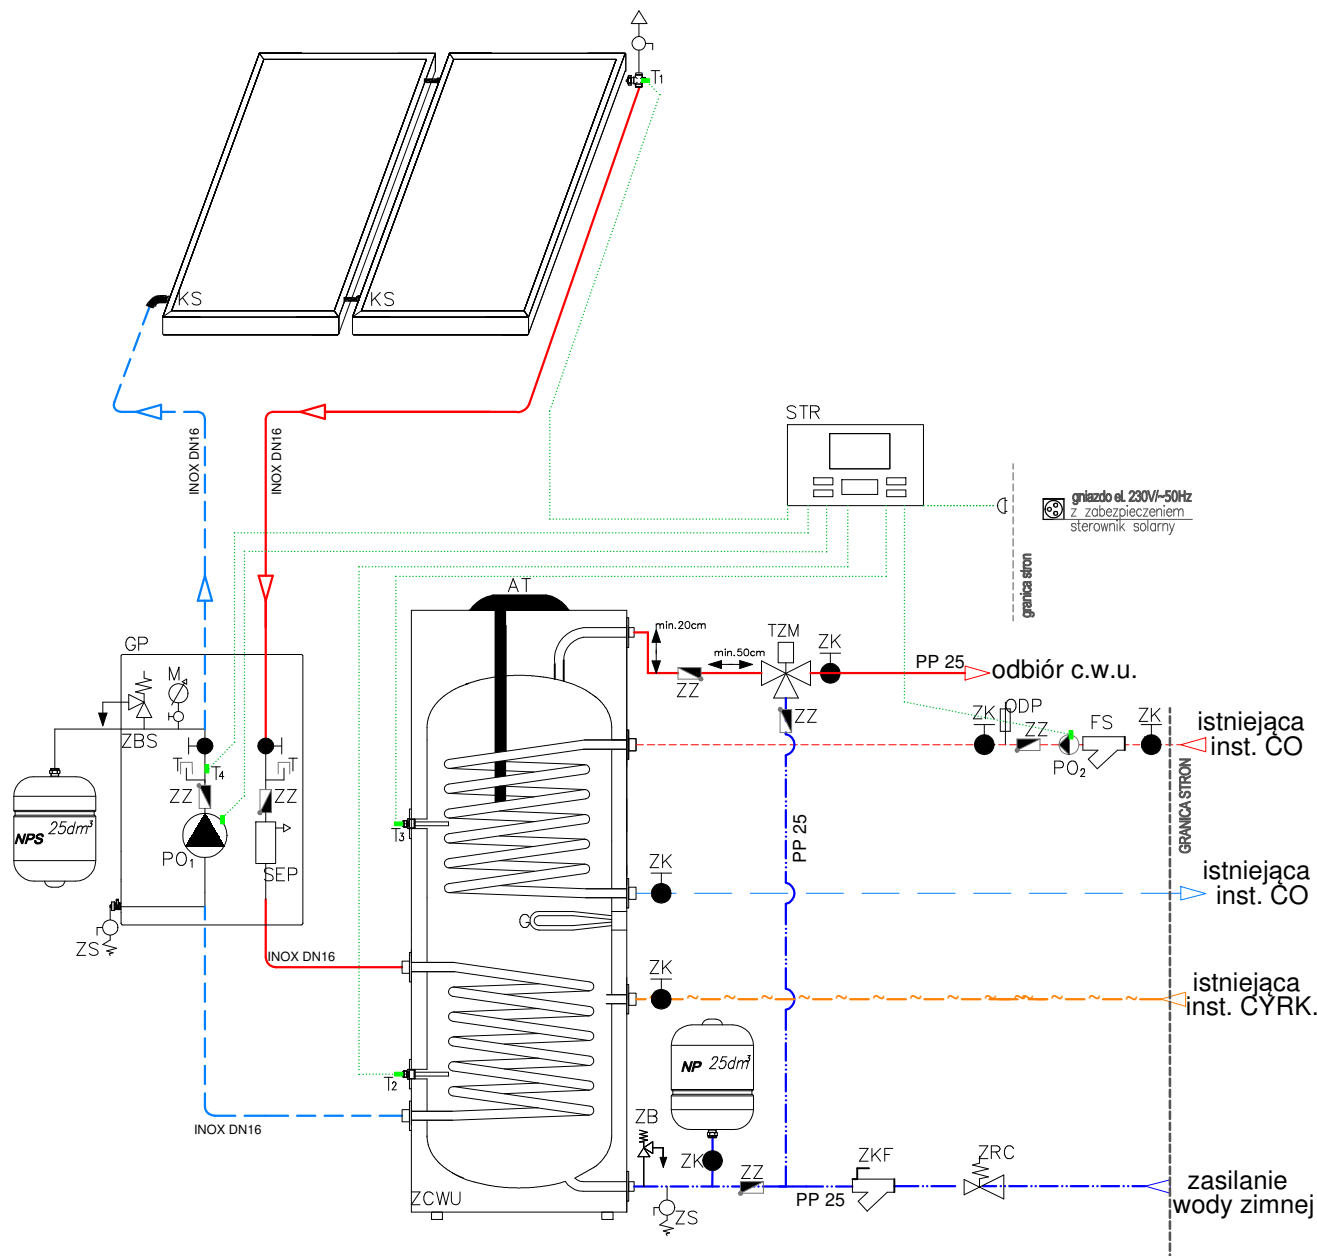 T1
KS
KS
STR
INOX DN16
INOX DN16
gniazdo el. 230V/~50Hz
z zabezpieczeniem
sterownik solarny
granica stron
AT
min.20cm
TZM
ZK
min.50cm
PP 25
odbiór c.w.u.
GP
M
ZZ
ZZ
ZBS
ZK
ODP
ZZ
FS
ZK
PO2
istniejąca
inst. CO
T
T4
T
ZZ
ZZ
NPS 25dm³
PO1
SEP
T3
PP 25
GRANICA STRON
ZK
istniejąca
inst. CO
G
ZS
INOX DN16
ZK
istniejąca
inst. CYRK.
NP 25dm³
T2
INOX DN16
ZB
ZK
ZZ
ZKF
ZRC
zasilanie
wody zimnej
PP 25
ZCWU
ZS